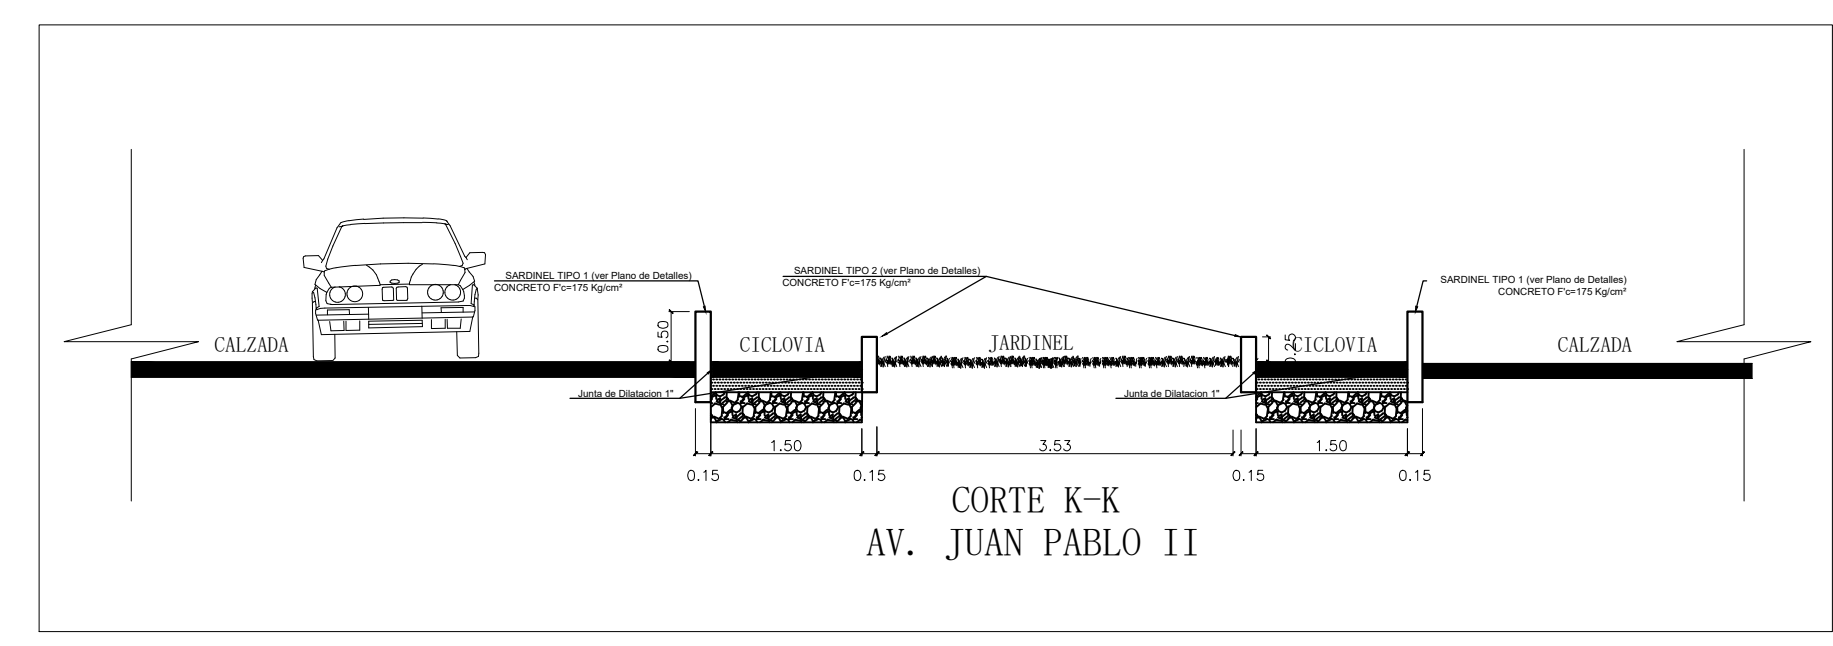 SARDINEL TIPO 1 (ver Plano de Detalles)
CONCRETO F'c=175 Kg/cm²
SARDINEL TIPO 2 (ver Plano de Detalles)
CONCRETO F'c=175 Kg/cm²
SARDINEL TIPO 1 (ver Plano de Detalles)
CONCRETO F'c=175 Kg/cm²
0.50
0.25
CALZADA
CICLOVIA
JARDINEL
CICLOVIA
CALZADA
Junta de Dilatacion 1"
Junta de Dilatacion 1"
1.50
3.53
1.50
0.15
0.15
0.15
0.15
CORTE K-K
AV. JUAN PABLO II